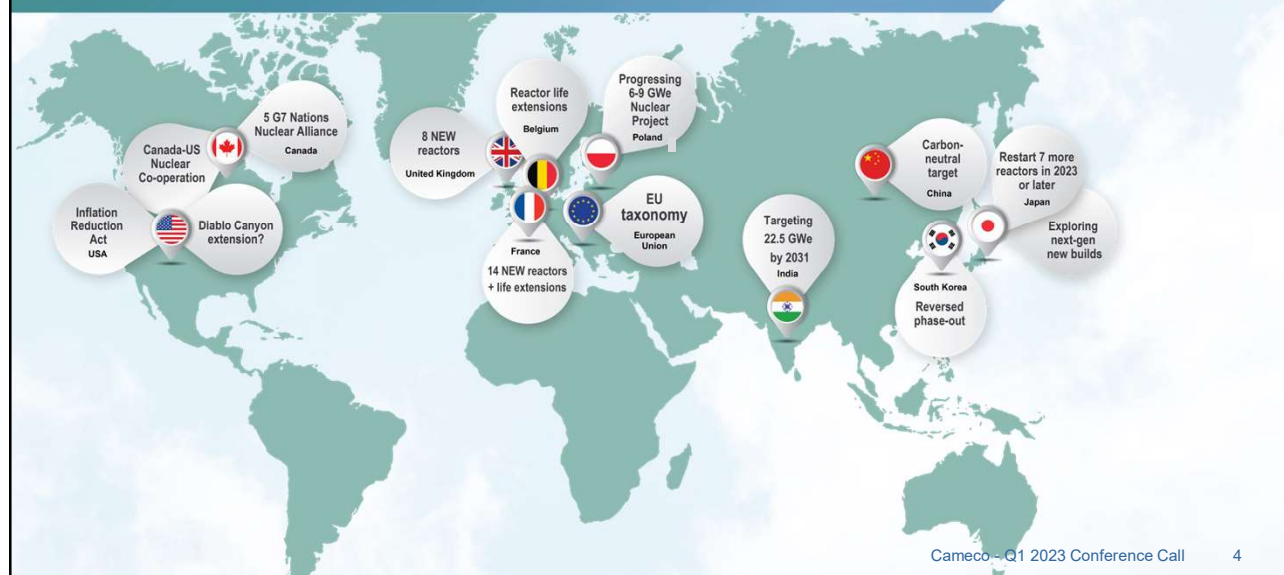 5 G7 Nations
Nuclear Alliance
Canada
Canada-US
Nuclear
Co-operation
Inflation
Reduction
Act
USA
Diablo Canyon
extension?
8 NEW
reactors
United Kingdom
Reactor life
extensions
Belgium
Progressing
6-9 GWe
Nuclear
Project
Poland
France
14 NEW reactors
+ life extensions
EU
taxonomy
European
Union
Targeting
22.5 GWe
by 2031
India
Carbon-
neutral
target
China
Restart 7 more
reactors in 2023
or later
Japan
Exploring
next-gen
new builds
South Korea
Reversed
phase-out
Cameco - Q1 2023 Conference Call 4